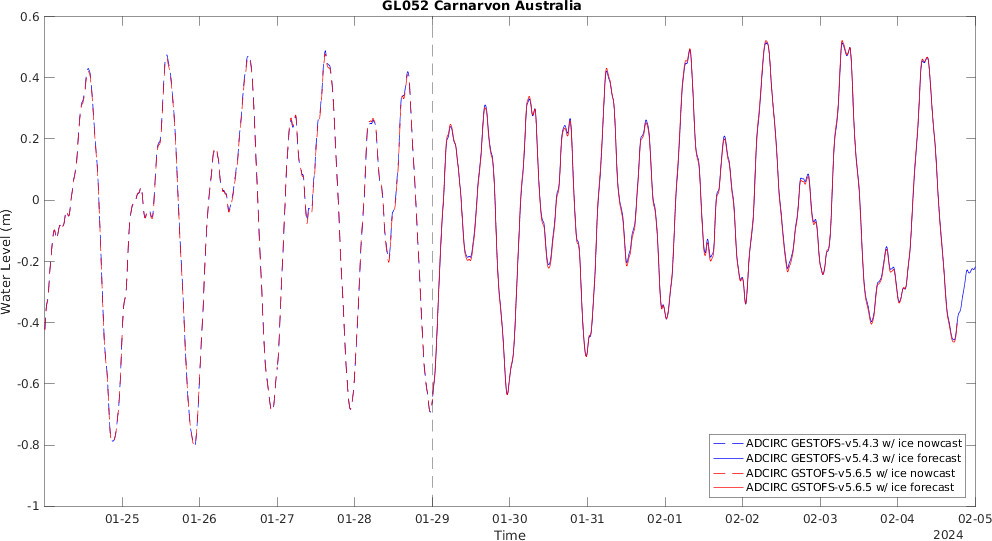 GL052 Carnarvon Australia
0.6
0.4
0.2
0
-0.2
-0.4
-0.6
-0.8
-1
Water Level (m)
ADCIRC GESTOFS-v5.4.3 w/ ice nowcast
ADCIRC GESTOFS-v5.4.3 w/ ice forecast
ADCIRC GSTOFS-v5.6.5 w/ ice nowcast
ADCIRC GSTOFS-v5.6.5 w/ ice forecast
01-25 01-26 01-27 01-28 01-29 01-30 01-31 02-01 02-02 02-03 02-04 02-05
Time
2024